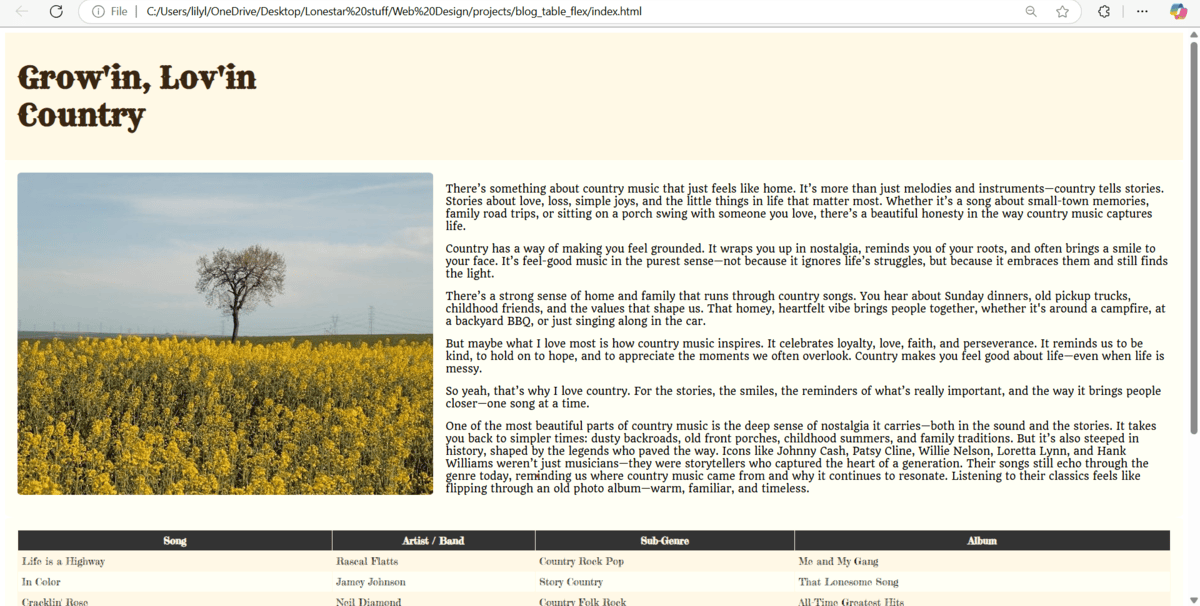 File
C:/Users/lilyl/OneDrive/Desktop/Lonestar%20stuff/Web%20Design/projects/blog_table_flex/index.html
Grow'in, Lov'in
Country
There's something about country music that just feels like home. It's more than just melodies and instruments—country tells stories.
Stories about love, loss, simple joys, and the little things in life that matter most. Whether it's a song about small-town memories,
family road trips, or sitting on a porch swing with someone you love, there's a beautiful honesty in the way country music captures
life.
Country has a way of making you feel grounded. It wraps you up in nostalgia, reminds you of your roots, and often brings a smile to
your face. It's feel-good music in the purest sense—not because it ignores life's struggles, but because it embraces them and still finds
the light.
There's a strong sense of home and family that runs through country songs. You hear about Sunday dinners, old pickup trucks,
childhood friends, and the values that shape us. That homey, heartfelt vibe brings people together, whether it's around a campfire, at
a backyard BBQ, or just singing along in the car.
But maybe what I love most is how country music inspires. It celebrates loyalty, love, faith, and perseverance. It reminds us to be
kind, to hold on to hope, and to appreciate the moments we often overlook. Country makes you feel good about life—even when life is
messy.
So yeah, that's why I love country. For the stories, the smiles, the reminders of what's really important, and the way it brings people
closer—one song at a time.
One of the most beautiful parts of country music is the deep sense of nostalgia it carries—both in the sound and the stories. It takes
you back to simpler times: dusty backroads, old front porches, childhood summers, and family traditions. But it's also steeped in
history, shaped by the legends who paved the way. Icons like Johnny Cash, Patsy Cline, Willie Nelson, Loretta Lynn, and Hank
Williams weren't just musicians—they were storytellers who captured the heart of a generation. Their songs still echo through the
genre today, reminding us where country music came from and why it continues to resonate. Listening to their classics feels like
flipping through an old photo album—warm, familiar, and timeless.
Song Artist / Band Sub-Genre Album
Life is a Highway Rascal Flatts Country Rock Pop Me and My Gang
In Color Jamey Johnson Story Country That Lonesome Song
Cracklin' Rose Neil Diamond Country Folk Rock All-Time Greatest Hits